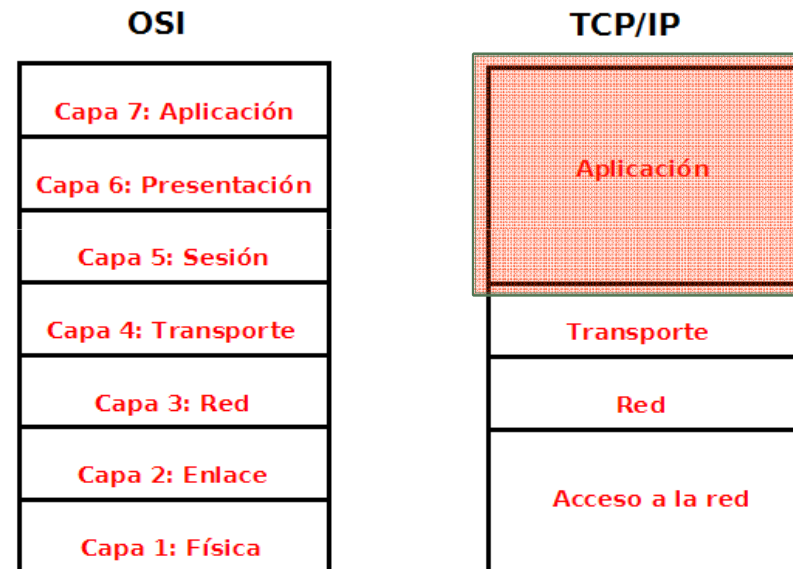 OSI
Capa 7: Aplicación
Capa 6: Presentación
Capa 5: Sesión
Capa 4: Transporte
Capa 3: Red
Capa 2: Enlace
Capa 1: Física
TCP/IP
Aplicación
Transporte
Red
Acceso a la red